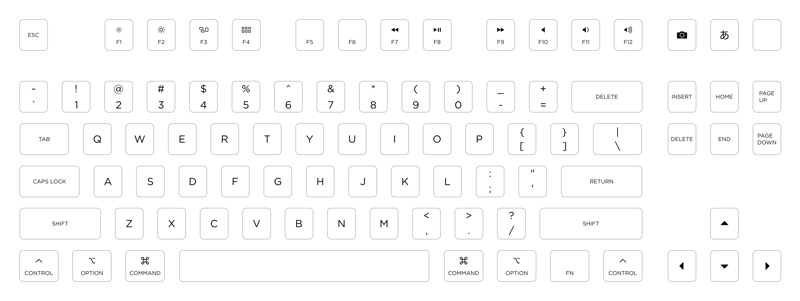 ESC F1 F2 F3 F4 F5 F6 F7 F8 F9 F10 F11 F12 あ
- ! @ # $ % ^ & * ( ) _ +
` 1 2 3 4 5 6 7 8 9 0 - = DELETE INSERT HOME PAGE UP
TAB Q W E R T Y U I O P { [ } ] | \ DELETE END PAGE DOWN
CAPS LOCK A S D F G H J K L : ; " ' RETURN
SHIFT Z X C V B N M < , > . ? / SHIFT
CONTROL OPTION COMMAND COMMAND OPTION FN CONTROL